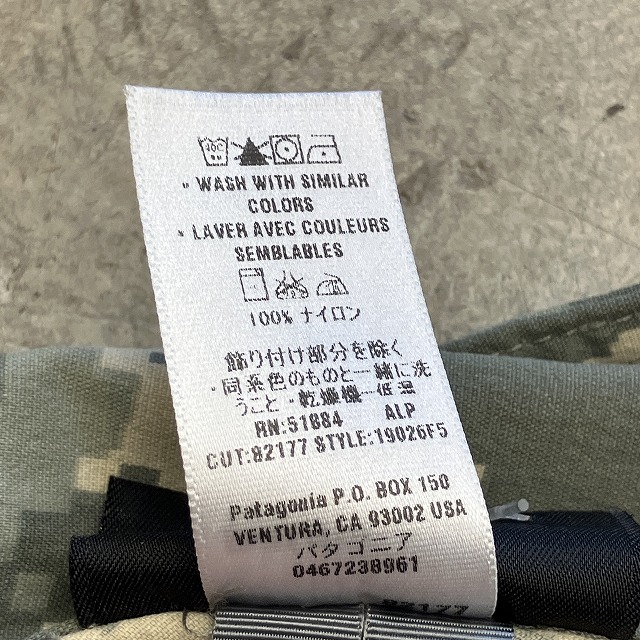 40C
• WASH WITH SIMILAR
COLORS
• LAVER AVEC COULEURS
SEMBLABLES
100% ナイロン
飾り付け部分を除く
・同系色のものと一緒に洗
うこと・乾燥機－低温
RN:51884 ALP
CUT:82177 STYLE:19026F5
Patagonia P.O. BOX 150
VENTURA, CA 93002 USA
パタゴニア
0467238961
82177